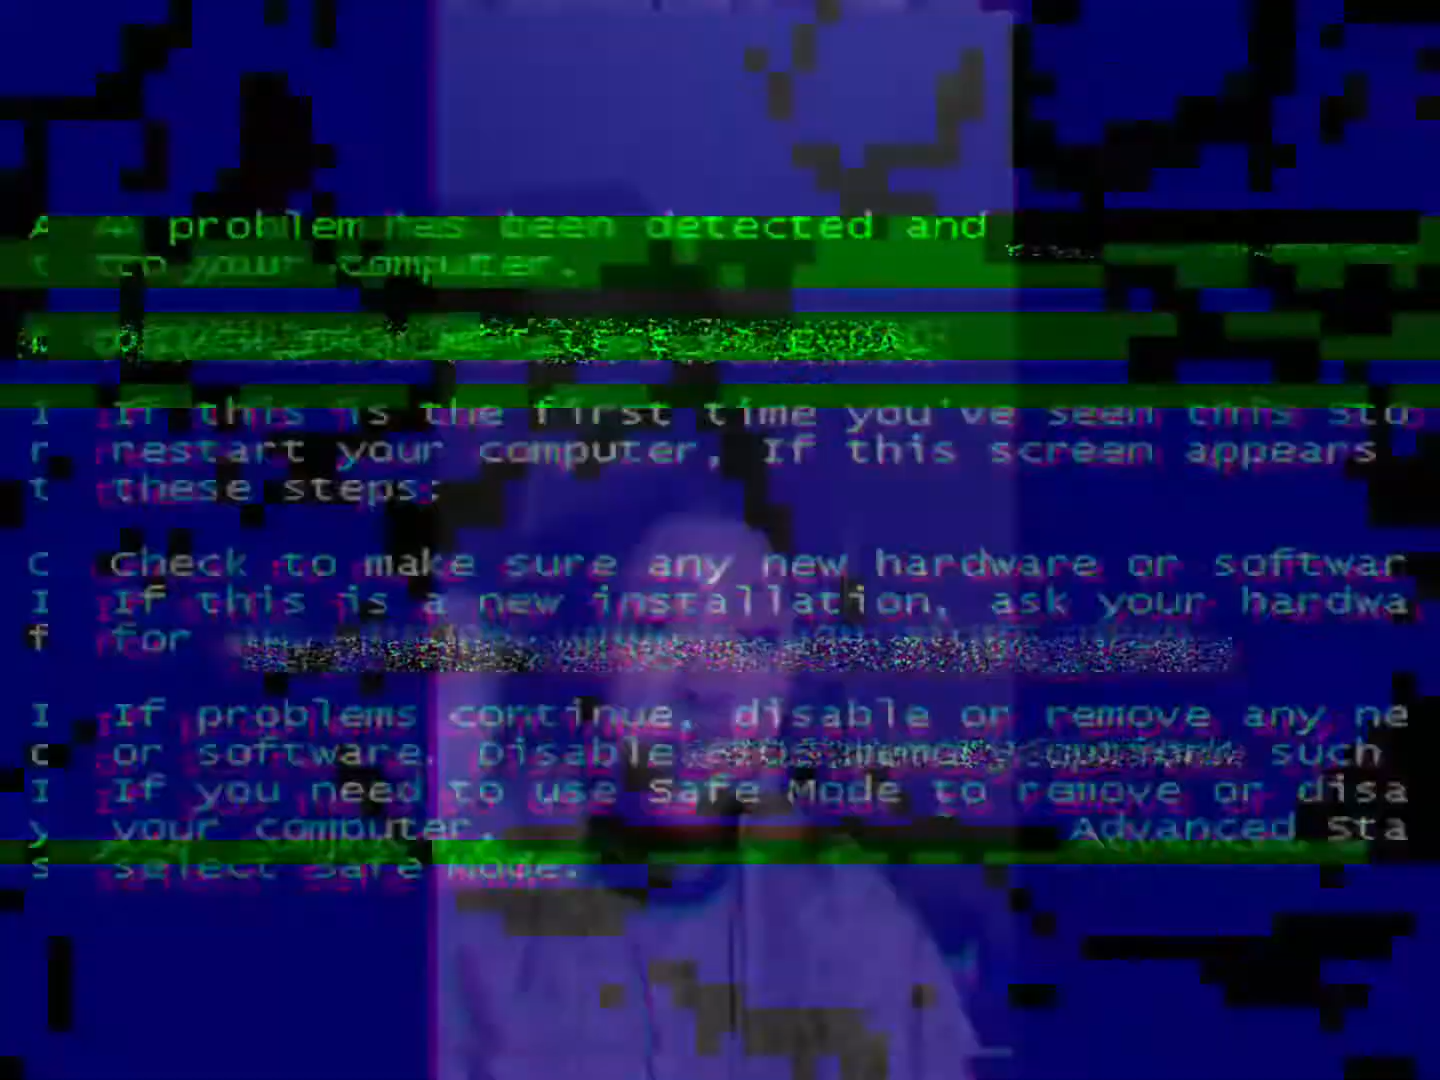 A problem has been detected and
to your computer.
If this is the first time you've seen this Sto
restart your computer, If this screen appears
these steps:
Check to make sure any new hardware or softwar
If this is a new installation, ask your hardwa
for
If problems continue, disable or remove any ne
or software. Disable such
If you need to use Safe Mode to remove or disa
your computer. Advanced Sta
select Safe Mode.